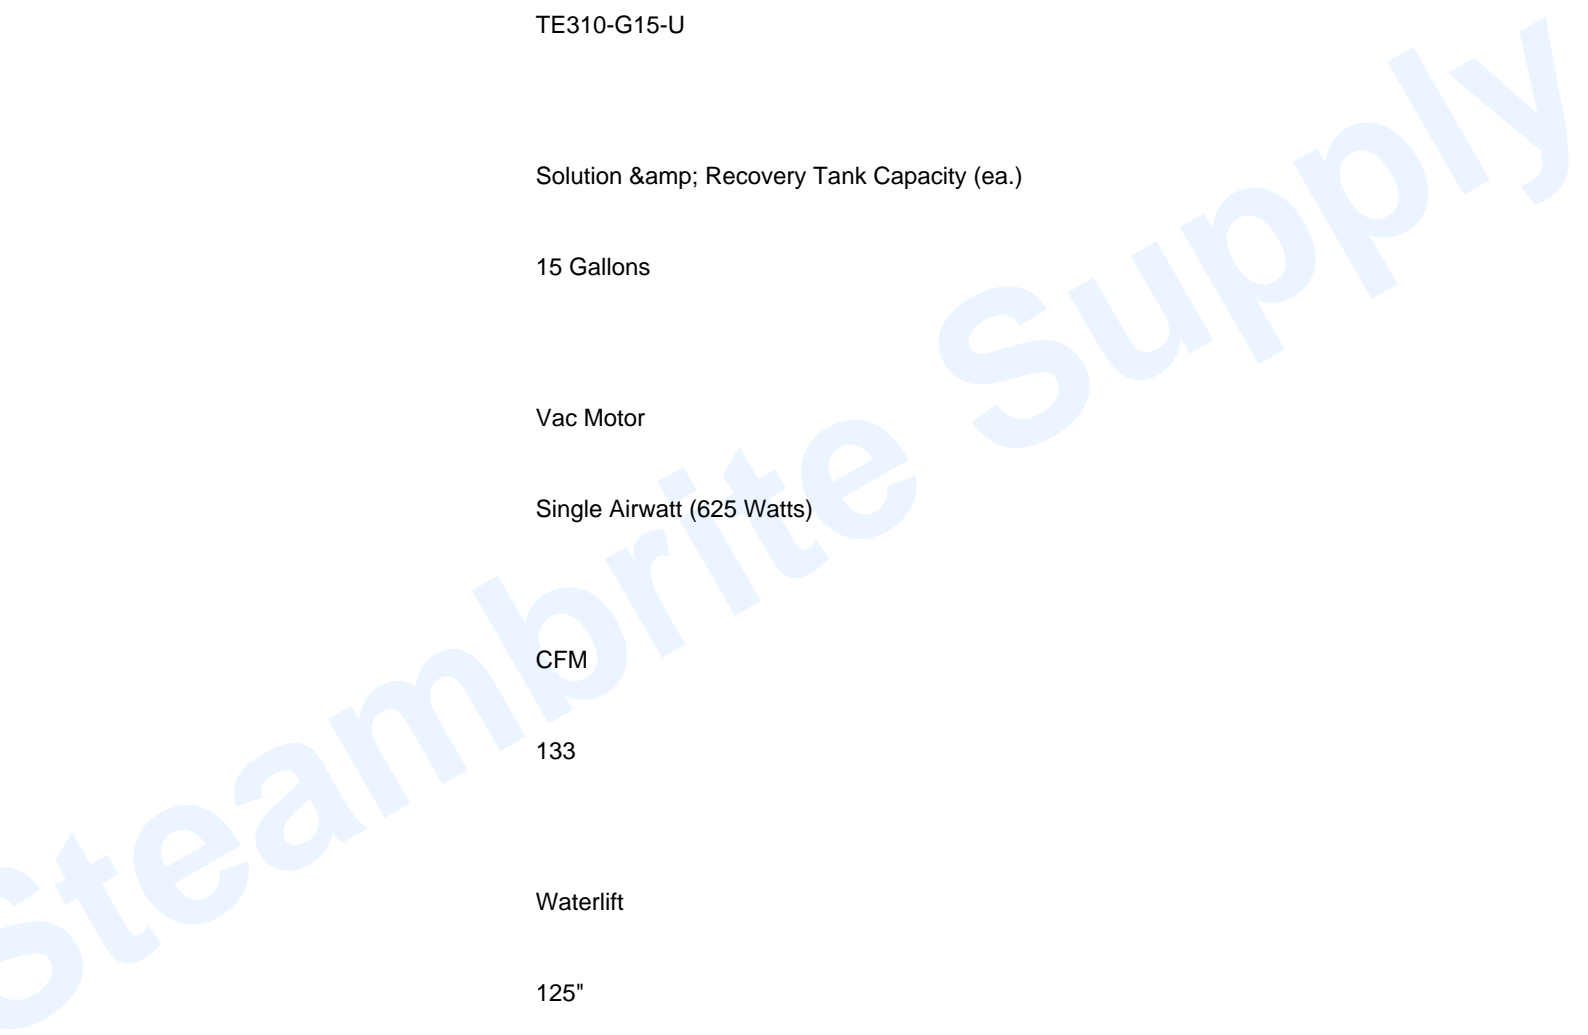 TE310-G15-U
Solution &amp; Recovery Tank Capacity (ea.)
15 Gallons
Vac Motor
Single Airwatt (625 Watts)
CFM
133
Waterlift
125"
Steambrite Supply